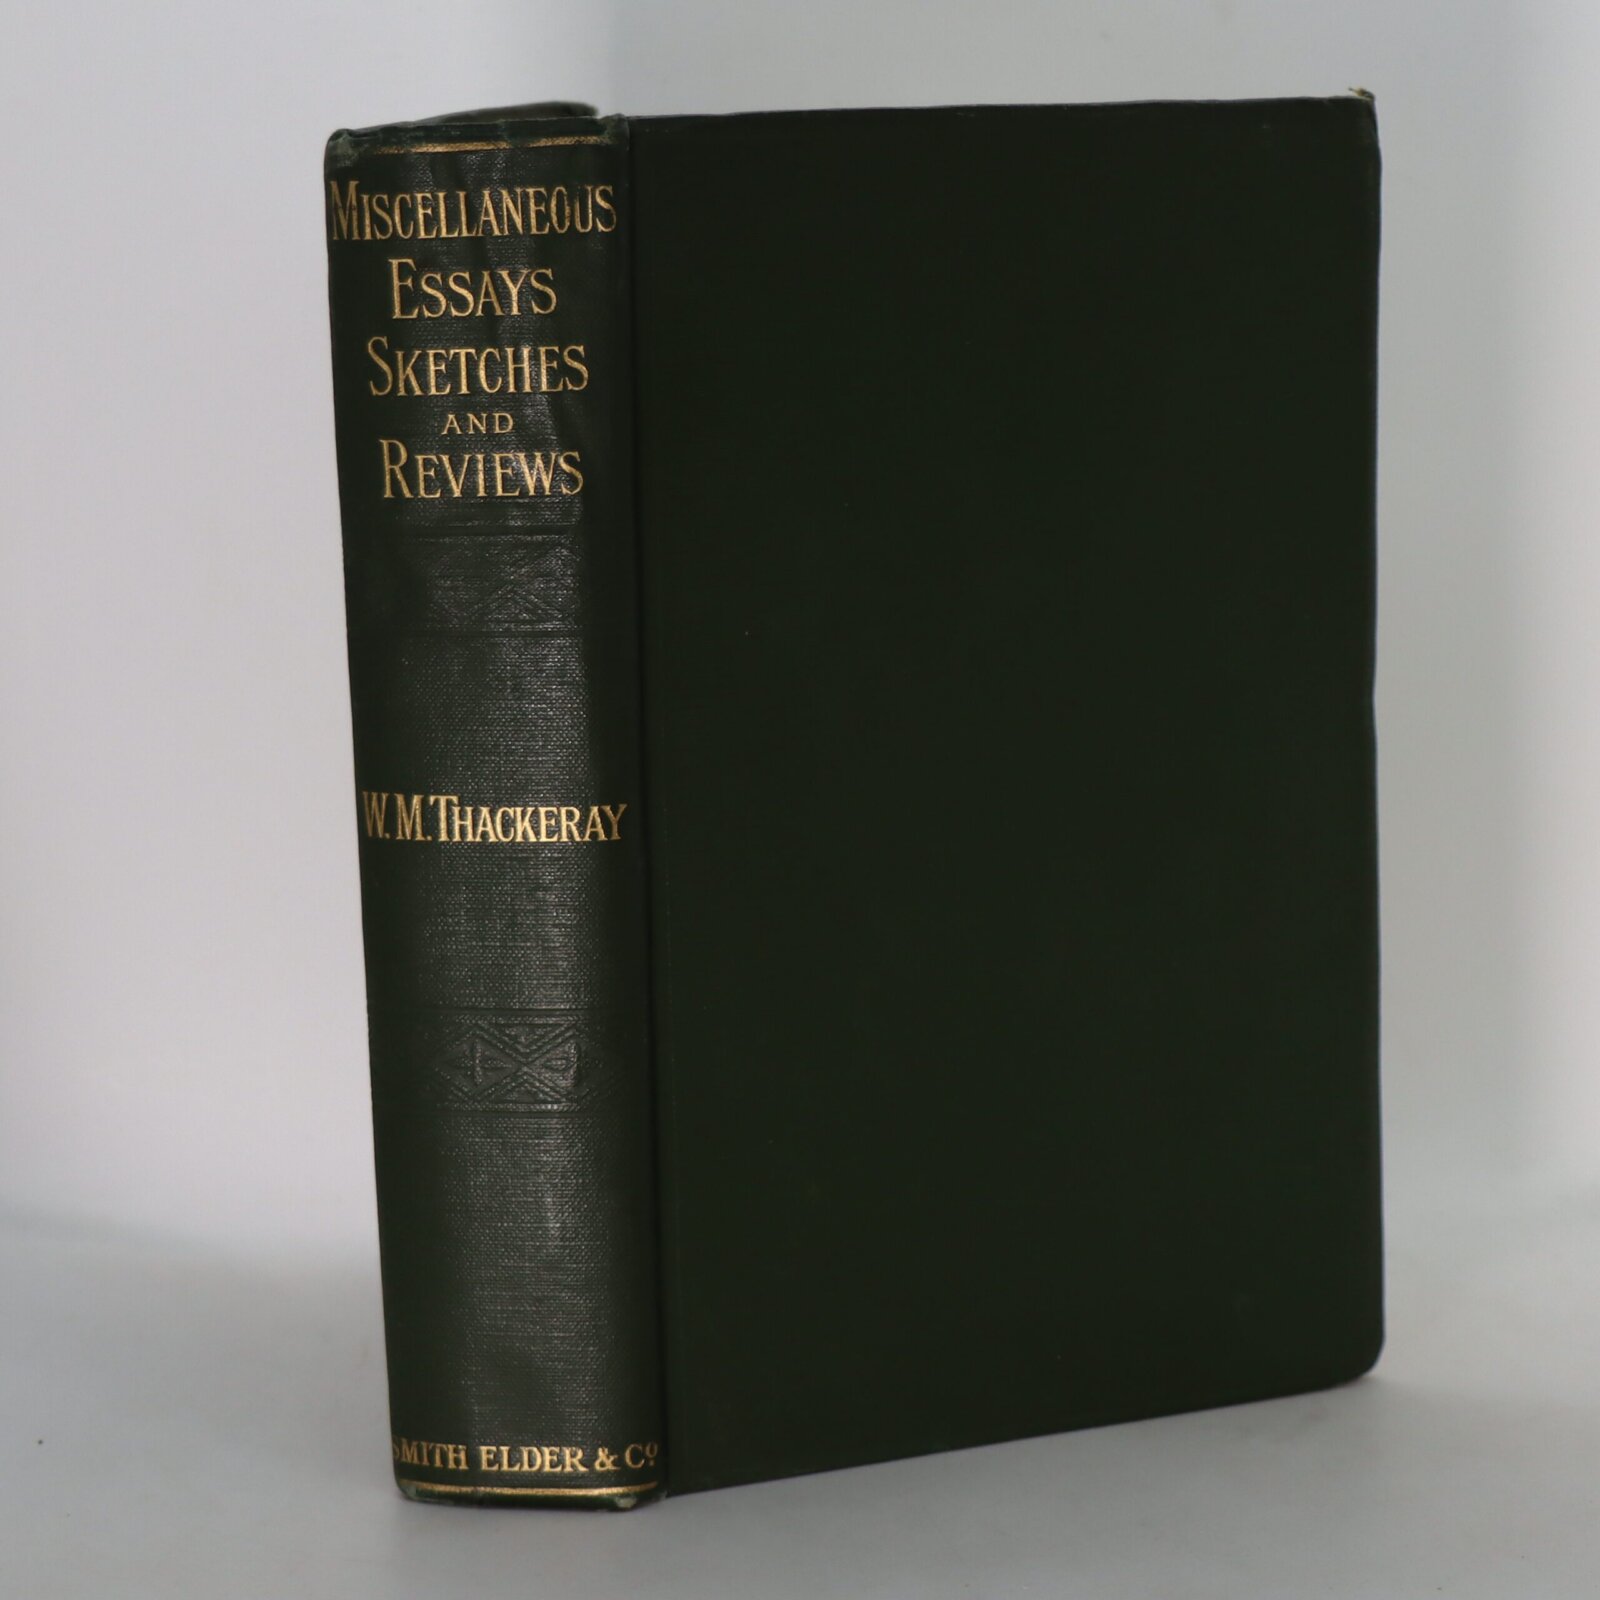 MISCELLANEOUS
ESSAYS
SKETCHES
AND
REVIEWS
W. M. THACKERAY
SMITH ELDER & Co